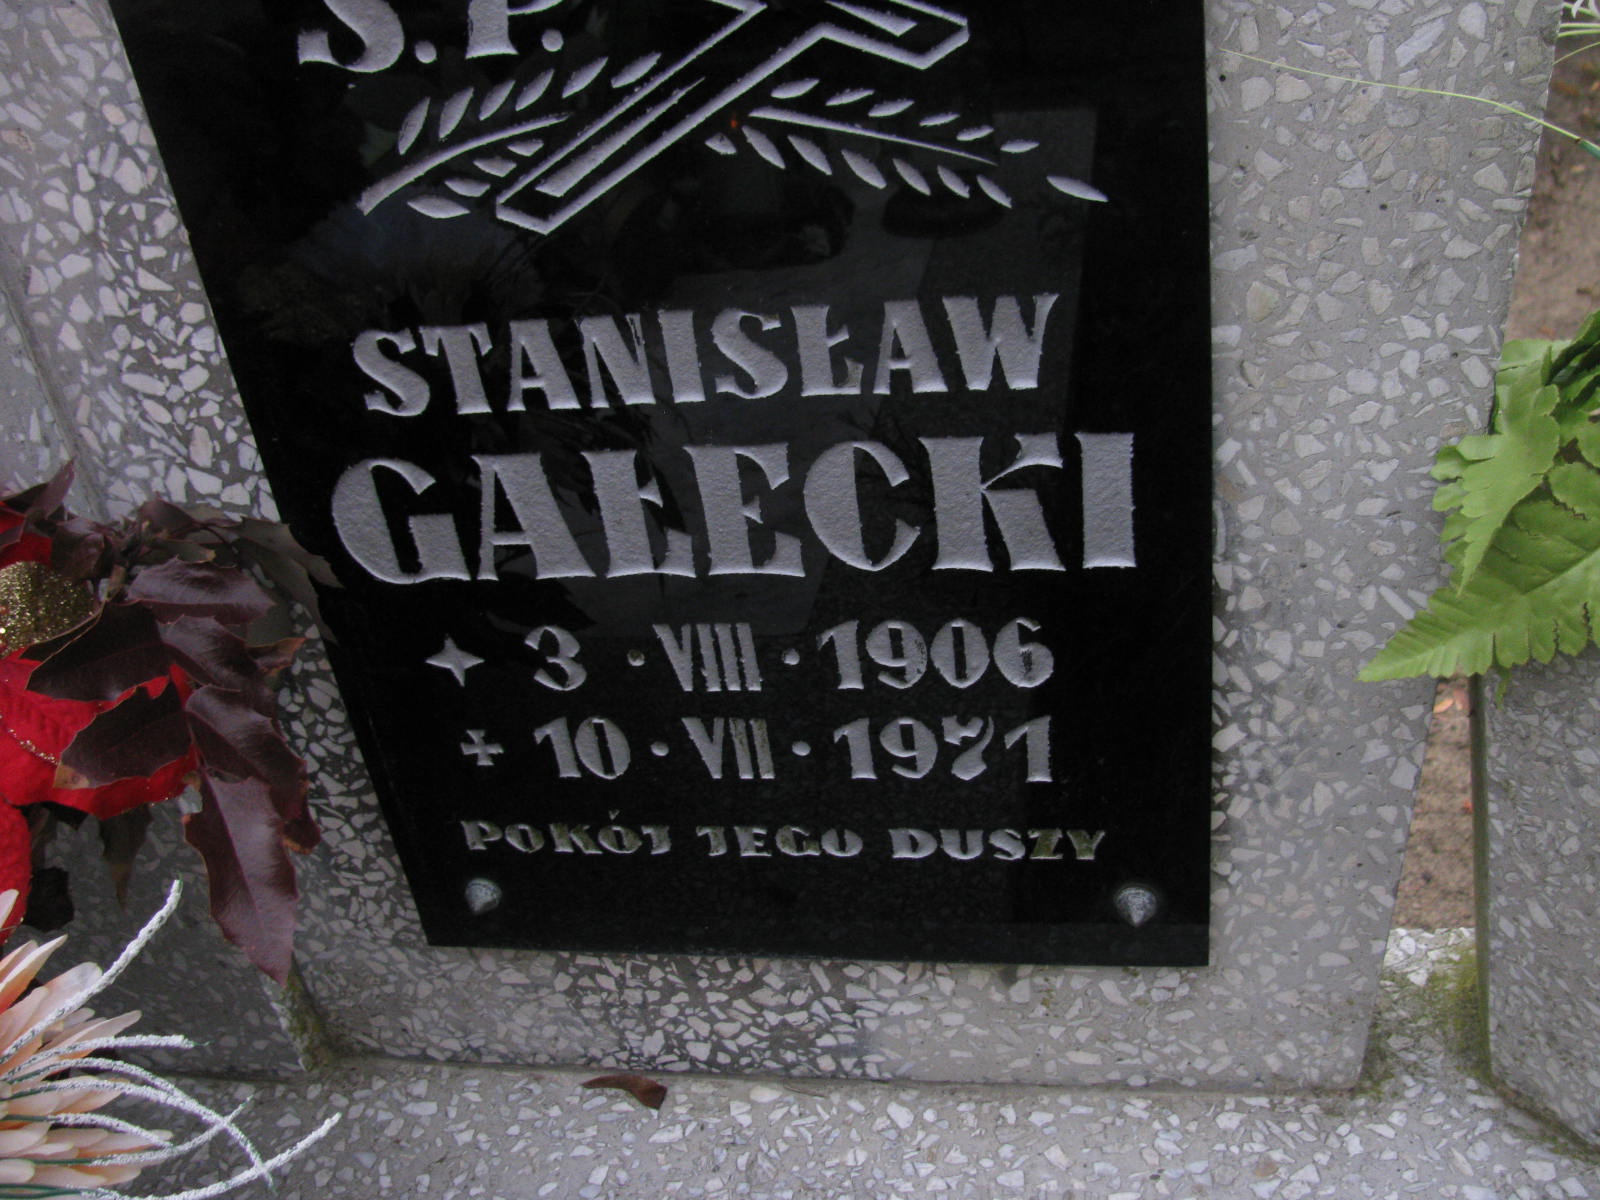 Ś.P.
STANISŁAW
GAŁECKI
✦ 3 · VIII · 1906
+ 10 · VII · 1971
POKÓJ JEGO DUSZY